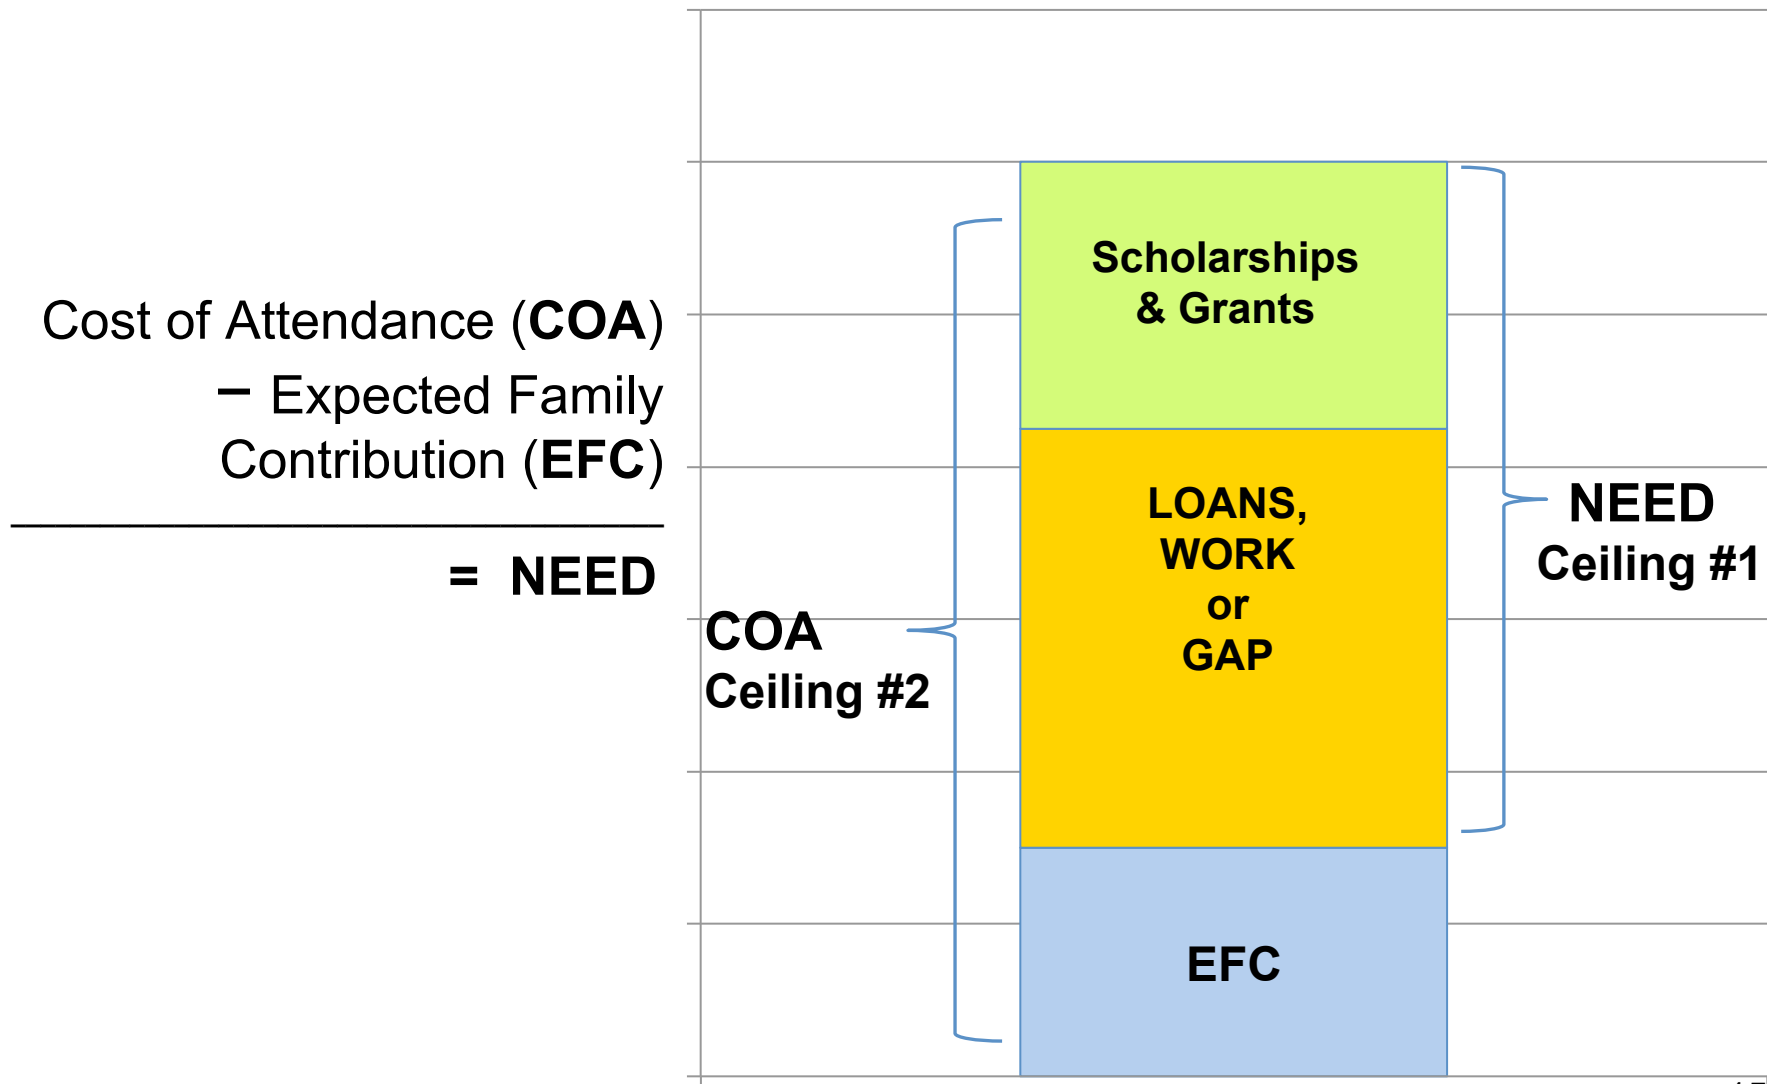 Cost of Attendance (COA)
– Expected Family
Contribution (EFC)
= NEED
COA
Ceiling #2
Scholarships
& Grants
LOANS,
WORK
or
GAP
EFC
NEED
Ceiling #1